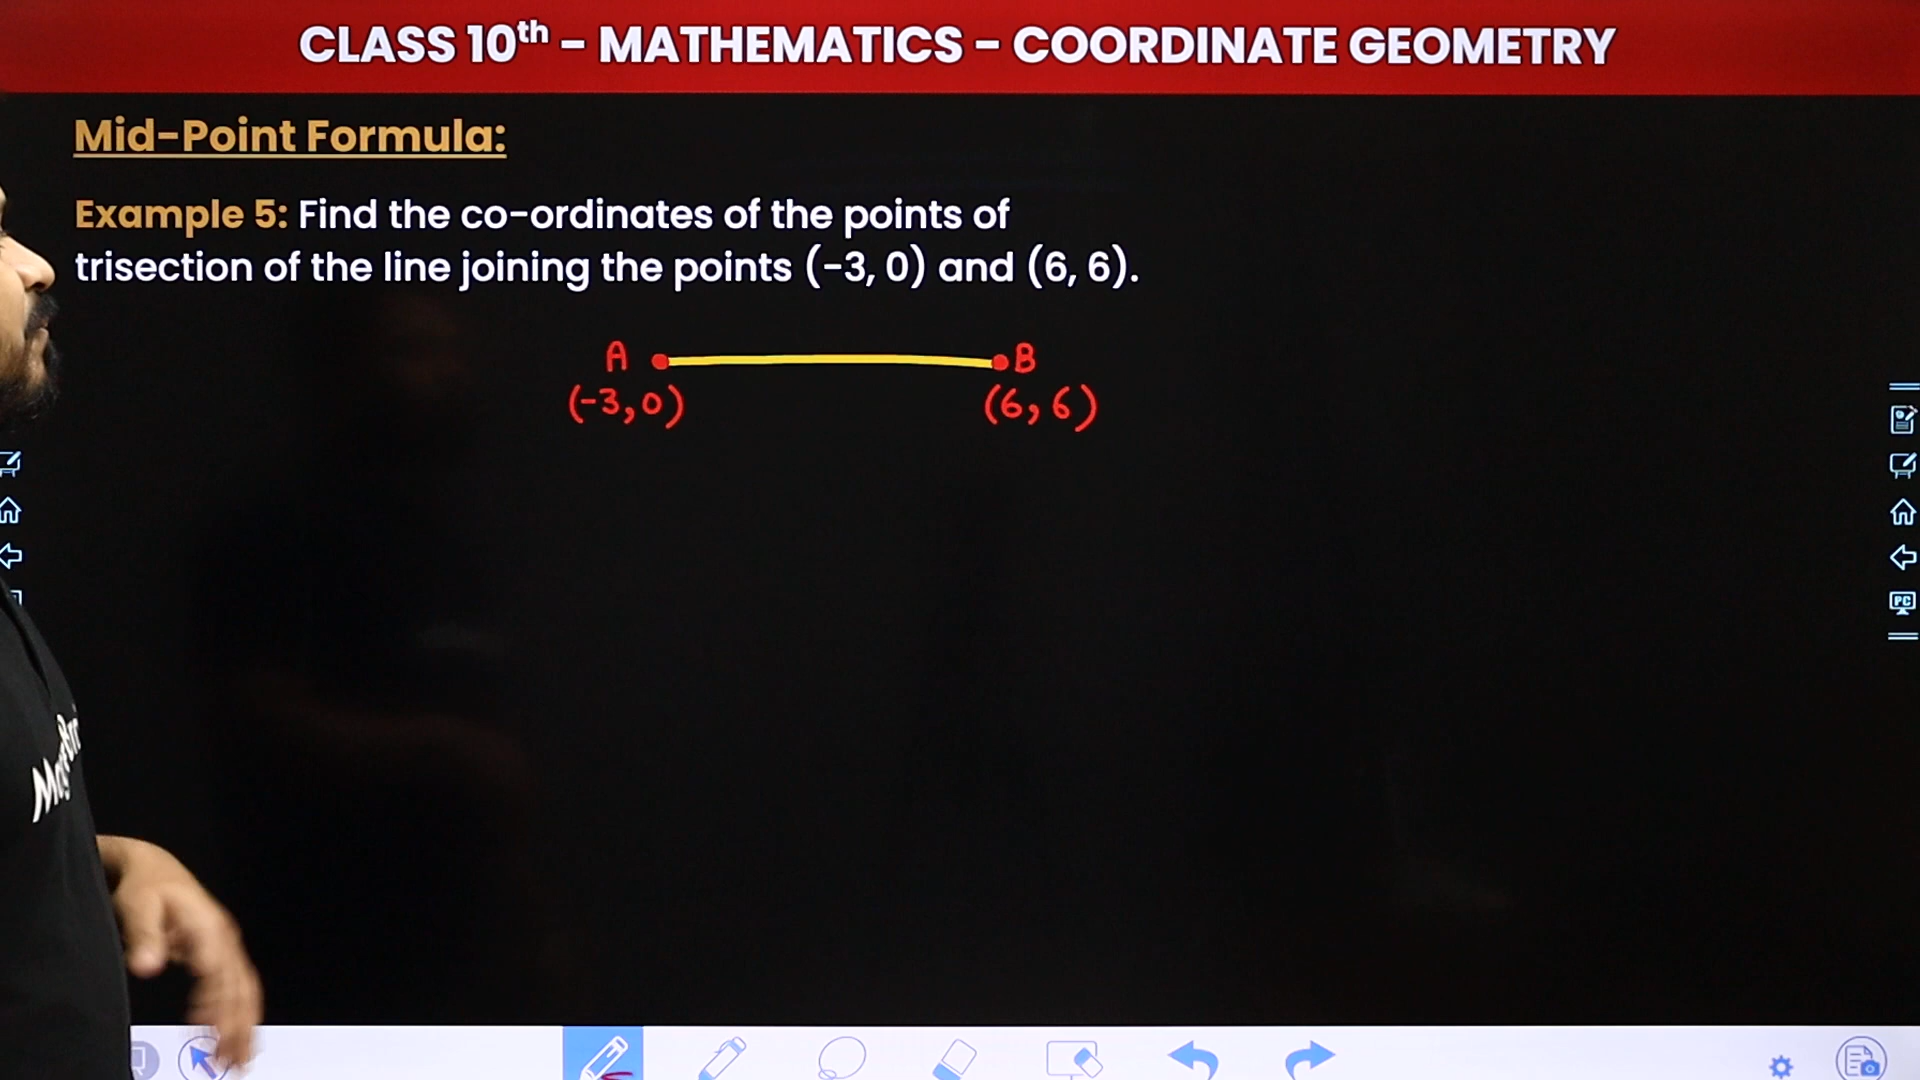 CLASS 10th - MATHEMATICS - COORDINATE GEOMETRY
Mid-Point Formula:
Example 5: Find the co-ordinates of the points of
trisection of the line joining the points (-3, 0) and (6, 6).
A B
(-3,0) (6,6)
PC